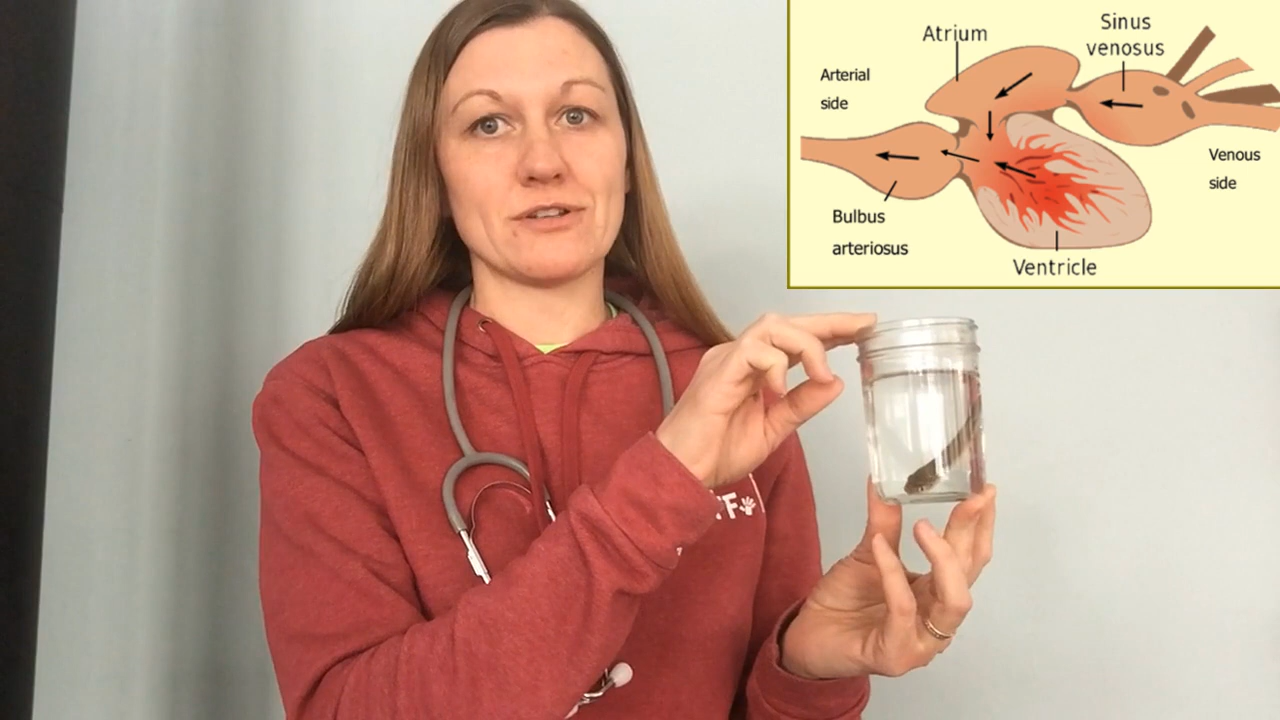 Atrium
Sinus
venosus
Arterial
side
Venous
side
Bulbus
arteriosus
Ventricle